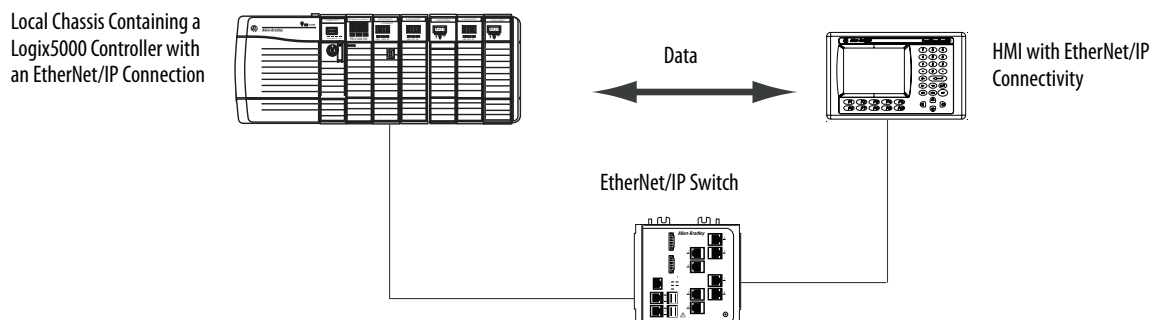 Local Chassis Containing a
Logix5000 Controller with
an EtherNet/IP Connection
Data
HMI with EtherNet/IP
Connectivity
EtherNet/IP Switch
Allen-Bradley